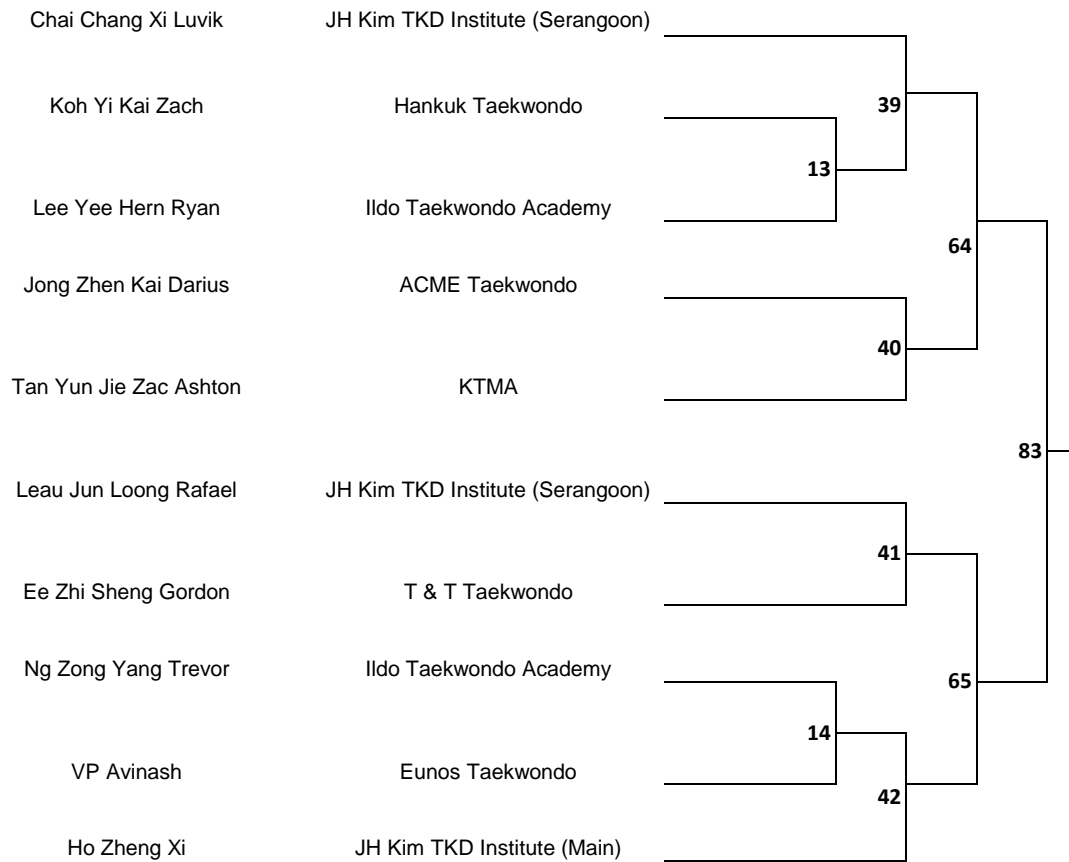 Chai Chang Xi Luvik JH Kim TKD Institute (Serangoon)
Koh Yi Kai Zach Hankuk Taekwondo 39
13
Lee Yee Hern Ryan Ildo Taekwondo Academy
64
Jong Zhen Kai Darius ACME Taekwondo
40
Tan Yun Jie Zac Ashton KTMA
83
Leau Jun Loong Rafael JH Kim TKD Institute (Serangoon)
41
Ee Zhi Sheng Gordon T & T Taekwondo
Ng Zong Yang Trevor Ildo Taekwondo Academy 65
14
VP Avinash Eunos Taekwondo
42
Ho Zheng Xi JH Kim TKD Institute (Main)